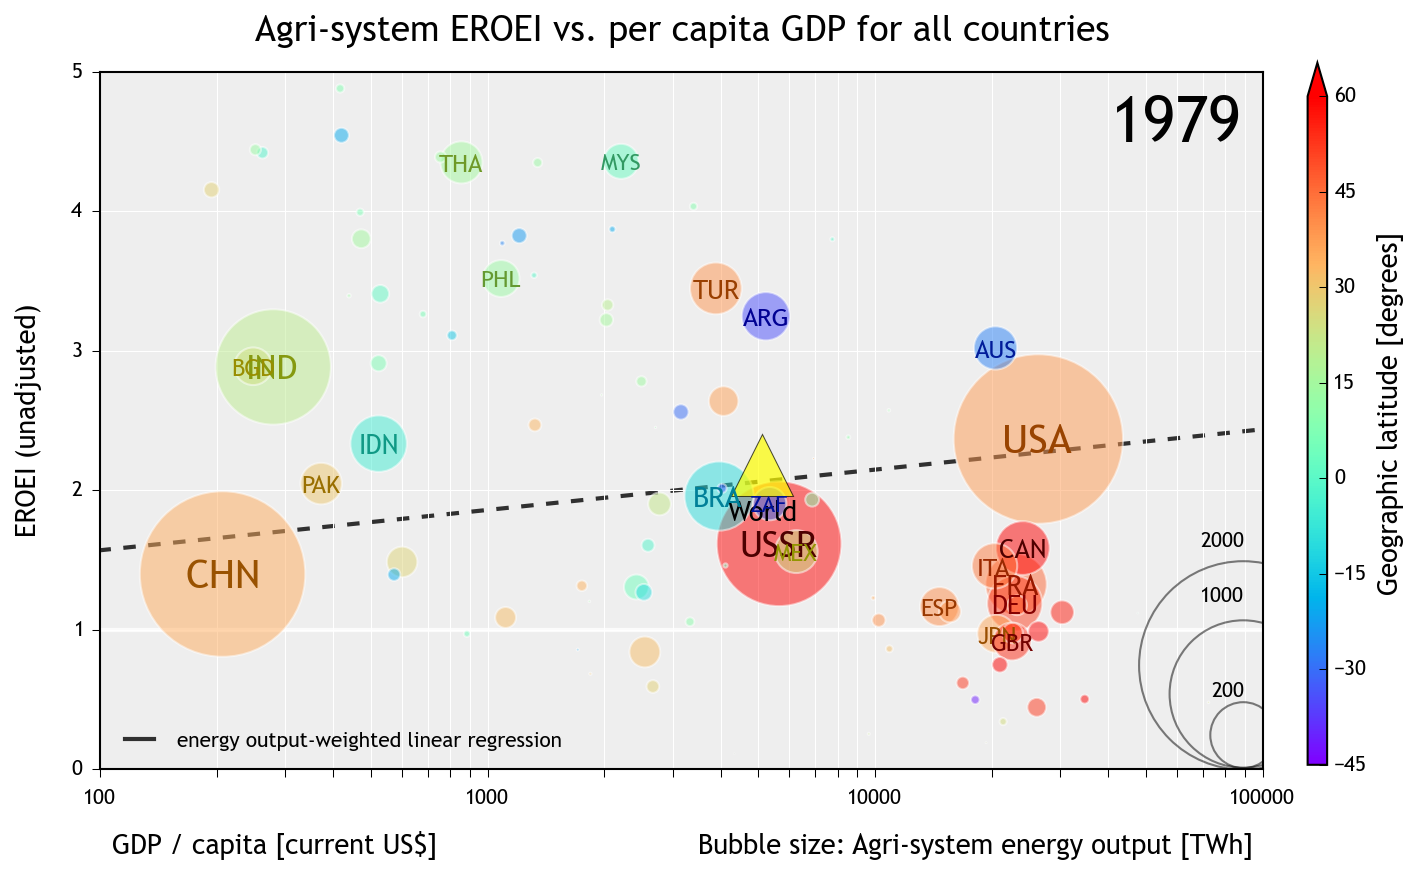 Agri-system EROEI vs. per capita GDP for all countries
1979
EROEI (unadjusted)
5
4
3
2
1
0
THA
MYS
PHL
TUR
ARG
AUS
BGD
IND
IDN
USA
PAK
BRA
ZAF
World
USSR
MEX
CHN
CAN
ITA
FRA
DEU
ESP
JPN
GBR
2000
1000
200
energy output-weighted linear regression
100
1000
10000
100000
GDP / capita [current US$]
Bubble size: Agri-system energy output [TWh]
60
45
30
15
0
−15
−30
−45
Geographic latitude [degrees]